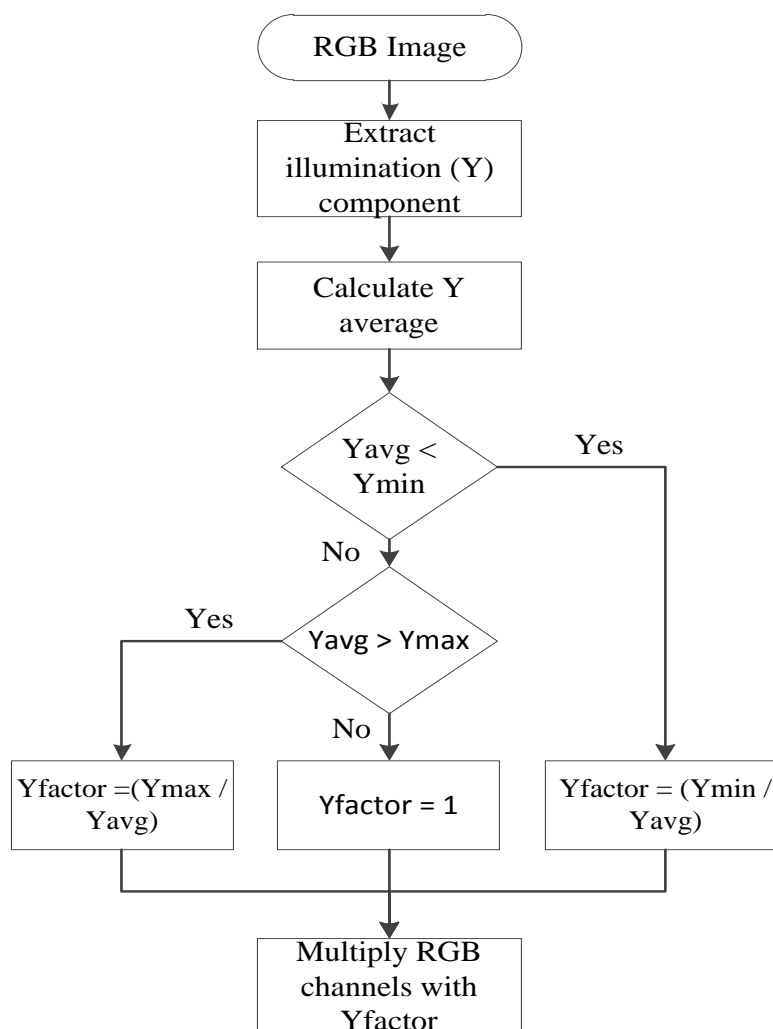 RGB Image
Extract
illumination (Y)
component
Calculate Y
average
Yavg <
Ymin
Yes
No
Yes
Yavg > Ymax
No
Yfactor =(Ymax /
Yavg)
Yfactor = 1
Yfactor = (Ymin /
Yavg)
Multiply RGB
channels with
Yfactor